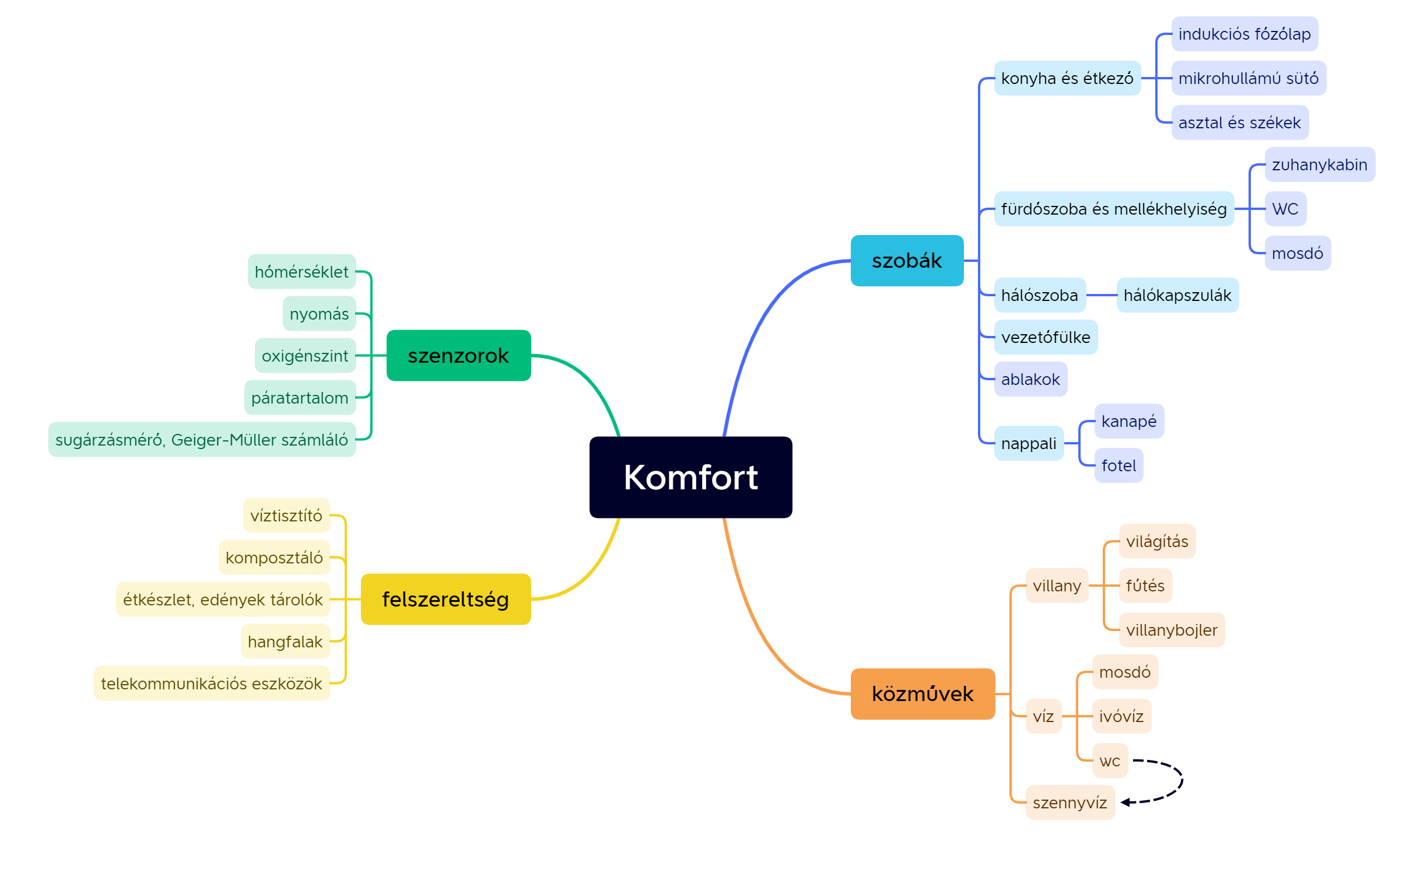 Komfort
szobák
konyha és étkező
indukciós főzőlap
mikrohullámú sütő
asztal és székek
fürdőszoba és mellékhelyiség
zuhanykabin
WC
mosdó
hálószoba
hálókapszulák
vezetőfülke
ablakok
nappali
kanapé
fotel
közművek
villany
világítás
fűtés
villanybojler
víz
mosdó
ivóvíz
wc
szennyvíz
szenzorok
hőmérséklet
nyomás
oxigénszint
páratartalom
sugárzásmérő, Geiger-Müller számláló
felszereltség
víztisztító
komposztáló
étkészlet, edények tárolók
hangfalak
telekommunikációs eszközök